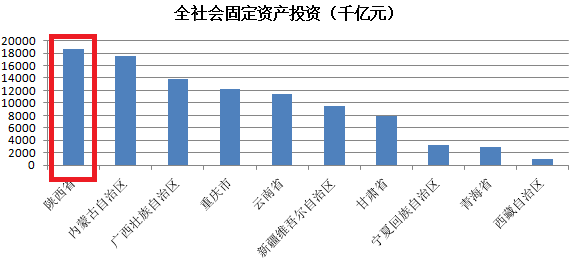 全社会固定资产投资（千亿元）
20000
18000
16000
14000
12000
10000
8000
6000
4000
2000
0
陕西省
内蒙古自治区
广西壮族自治区
重庆市
云南省
新疆维吾尔自治区
甘肃省
宁夏回族自治区
青海省
西藏自治区